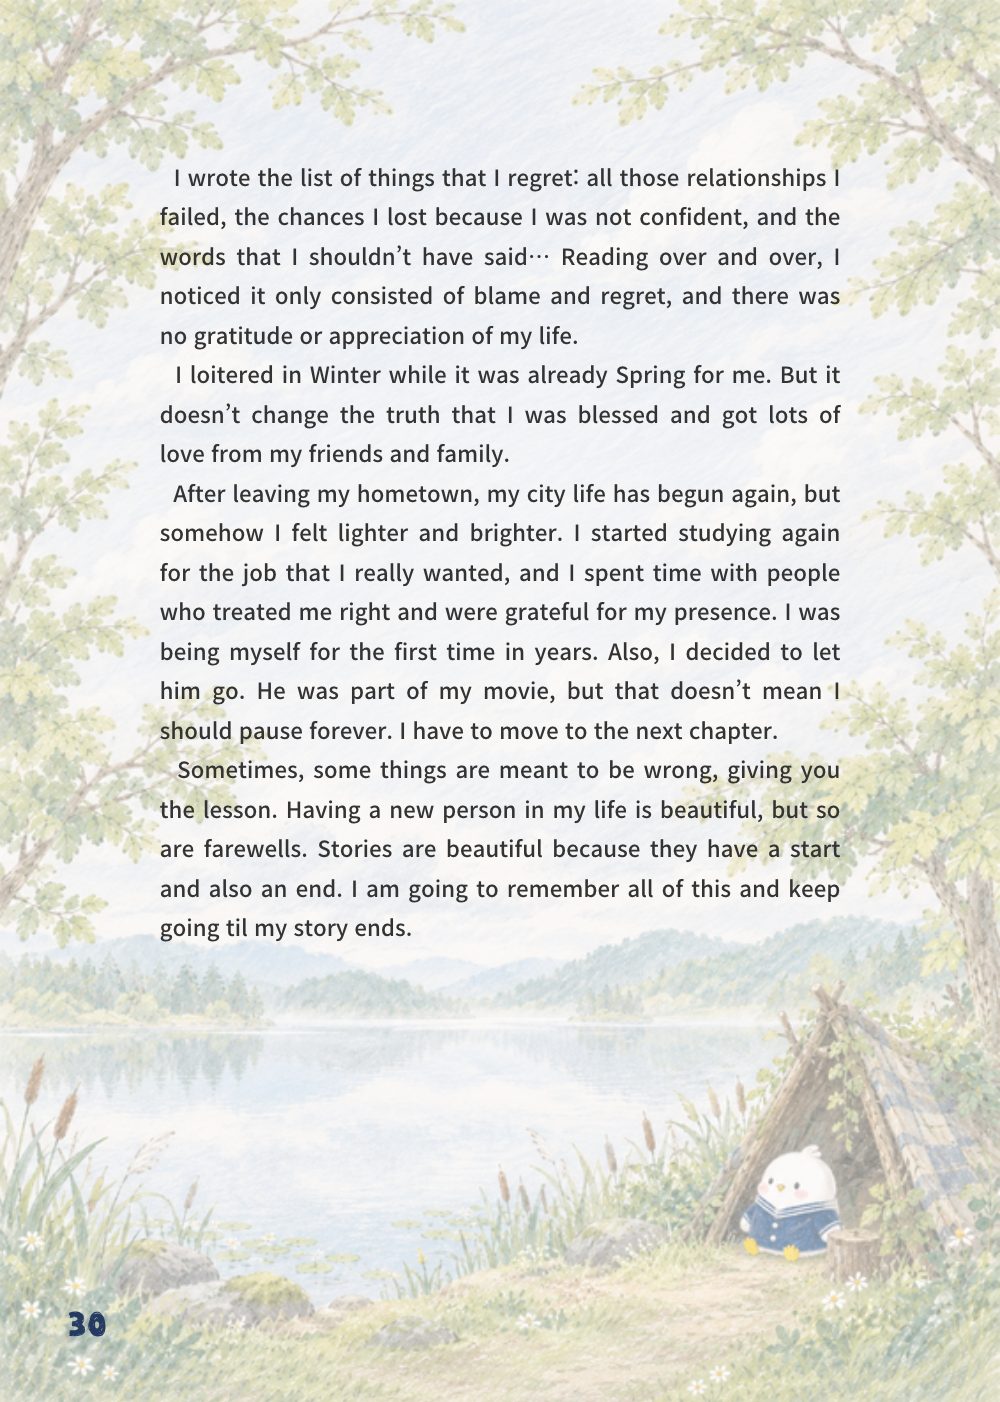 I wrote the list of things that I regret: all those relationships I
failed, the chances I lost because I was not confident, and the
words that I shouldn’t have said⋯ Reading over and over, I
noticed it only consisted of blame and regret, and there was
no gratitude or appreciation of my life.
I loitered in Winter while it was already Spring for me. But it
doesn’t change the truth that I was blessed and got lots of
love from my friends and family.
After leaving my hometown, my city life has begun again, but
somehow I felt lighter and brighter. I started studying again
for the job that I really wanted, and I spent time with people
who treated me right and were grateful for my presence. I was
being myself for the first time in years. Also, I decided to let
him go. He was part of my movie, but that doesn’t mean I
should pause forever. I have to move to the next chapter.
Sometimes, some things are meant to be wrong, giving you
the lesson. Having a new person in my life is beautiful, but so
are farewells. Stories are beautiful because they have a start
and also an end. I am going to remember all of this and keep
going til my story ends.
30